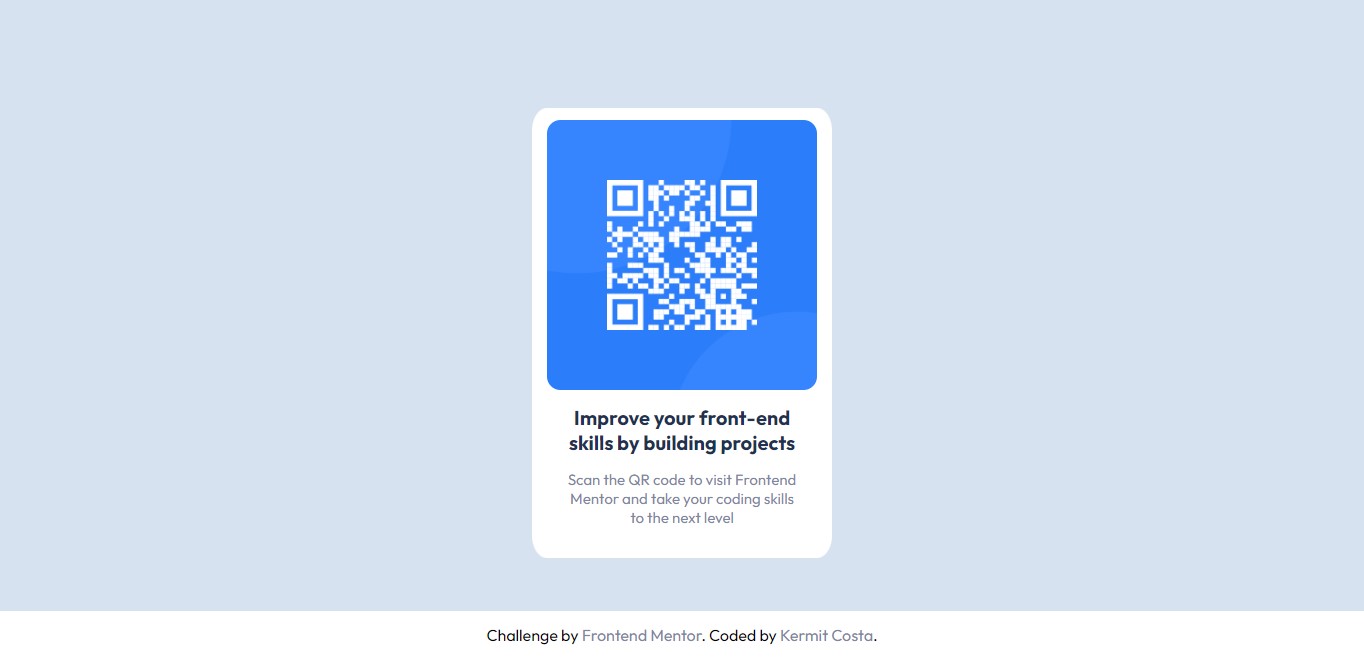 Improve your front-end
skills by building projects
Scan the QR code to visit Frontend
Mentor and take your coding skills
to the next level
Challenge by Frontend Mentor. Coded by Kermit Costa.